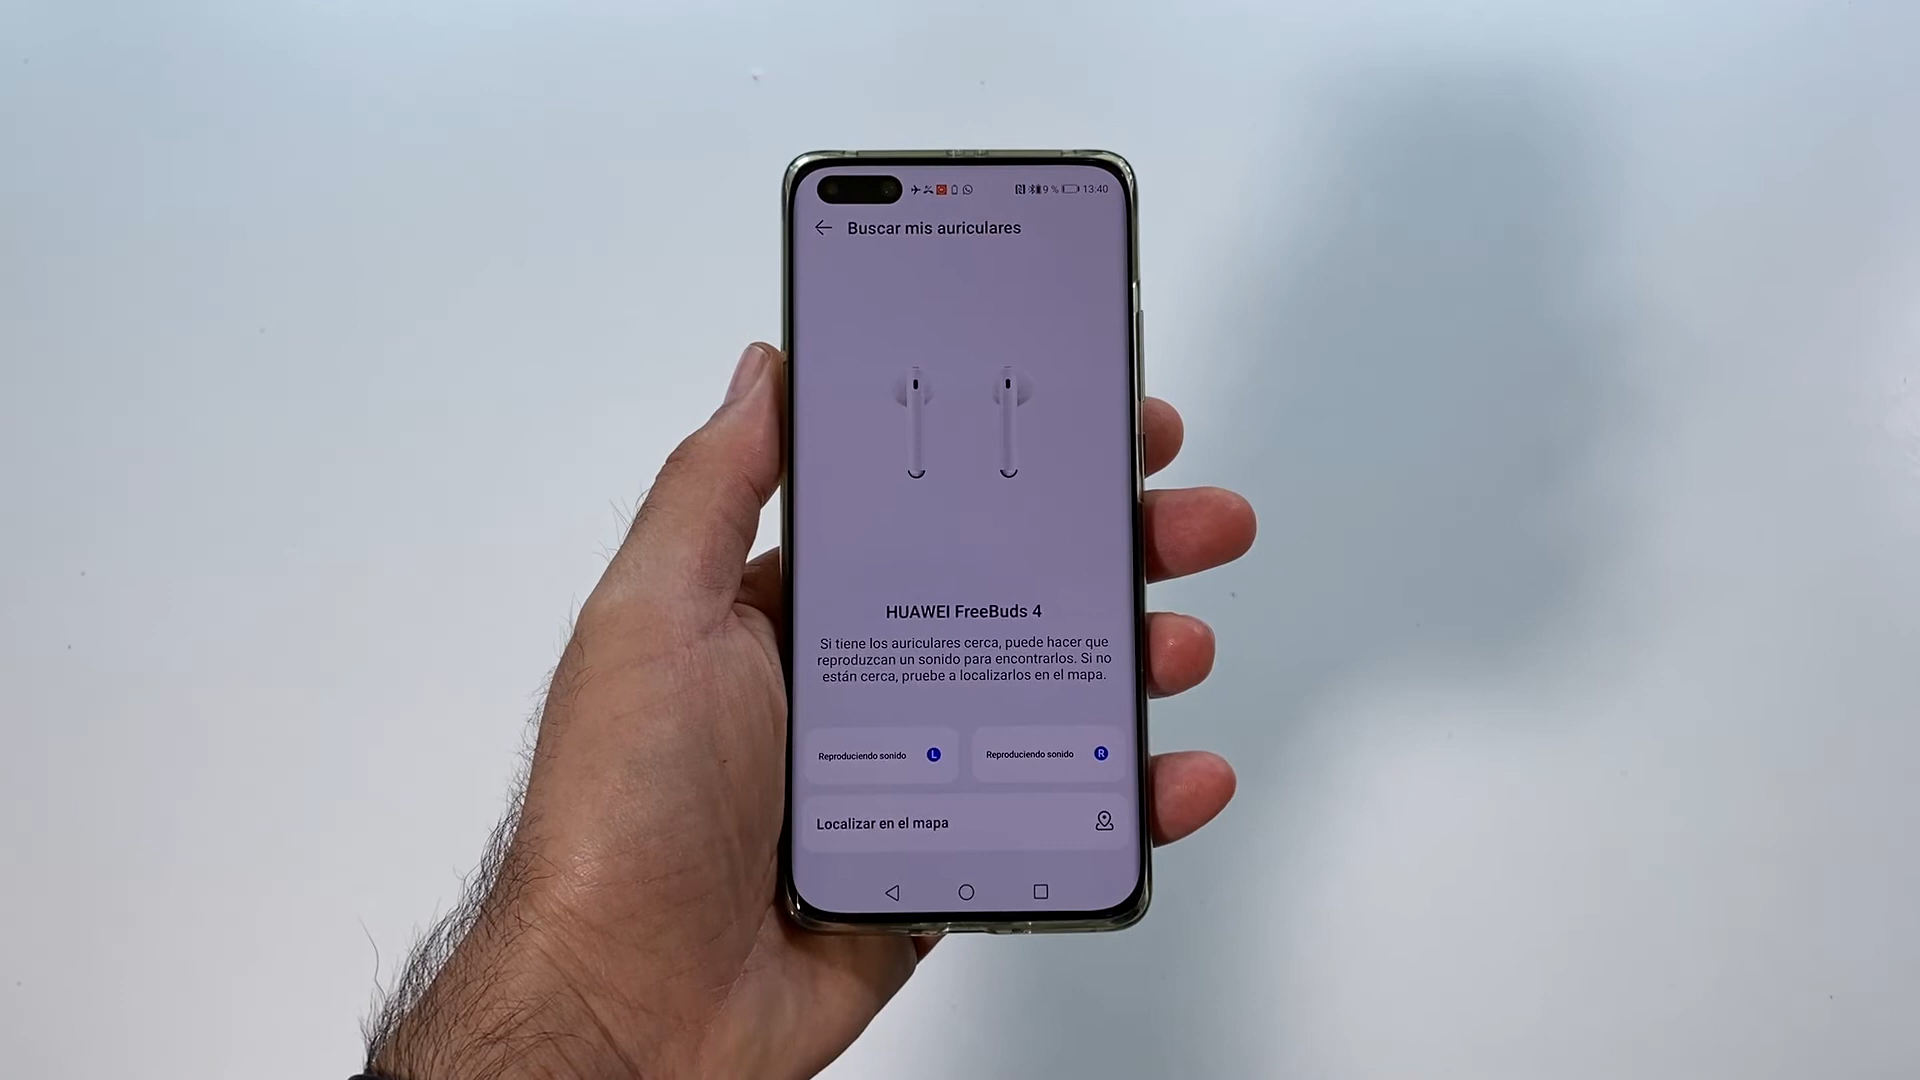 9 % 13:40
Buscar mis auriculares
HUAWEI FreeBuds 4
Si tiene los auriculares cerca, puede hacer que
reproduzcan un sonido para encontrarlos. Si no
están cerca, pruebe a localizarlos en el mapa.
Reproduciendo sonido L
Reproduciendo sonido R
Localizar en el mapa